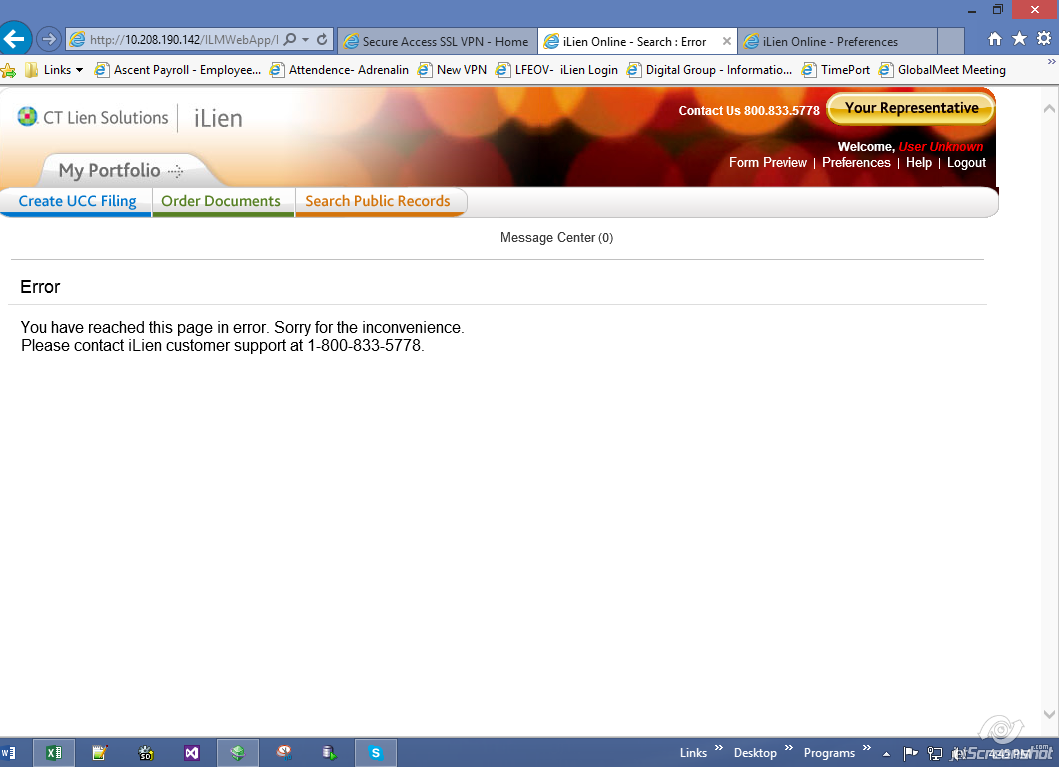 http://10.208.190.142/ILMWebApp/I
Secure Access SSL VPN - Home
iLien Online - Search : Error
iLien Online - Preferences
Links
Ascent Payroll - Employee...
Attendence- Adrenalin
New VPN
LFEOV- iLien Login
Digital Group - Informatio...
TimePort
GlobalMeet Meeting
CT Lien Solutions
iLien
Contact Us 800.833.5778
Your Representative
Welcome, User Unknown
Form Preview | Preferences | Help | Logout
My Portfolio
Create UCC Filing
Order Documents
Search Public Records
Message Center (0)
Error
You have reached this page in error. Sorry for the inconvenience.
Please contact iLien customer support at 1-800-833-5778.
Links
Desktop
Programs
jetScreenshot
.com